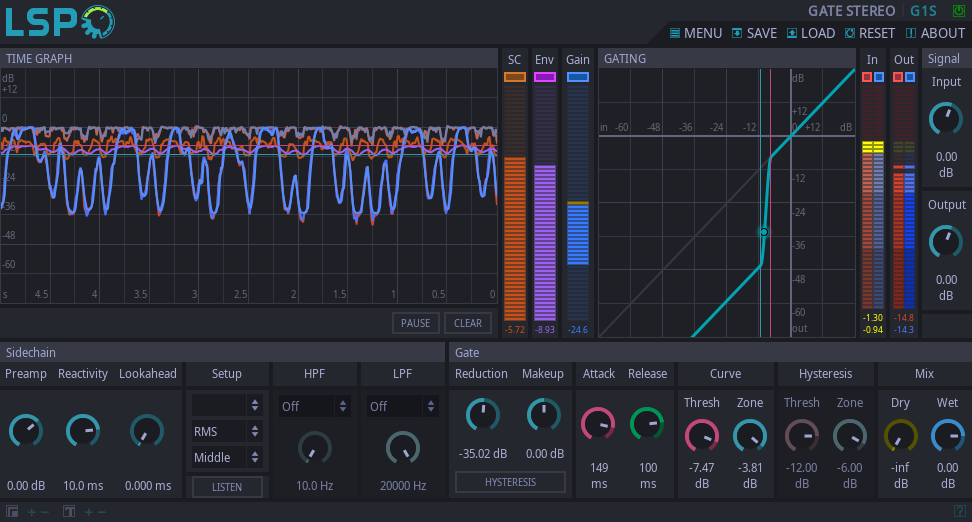 LSP
GATE STEREO G1S
MENU SAVE LOAD RESET ABOUT
TIME GRAPH
SC Env Gain
GATING
In Out
Signal
dB
+12
0
-24
-36
-48
-60
s 4.5 4 3.5 3 2.5 2 1.5 1 0.5 0
PAUSE CLEAR
-5.72 -8.93 -24.6
in -60 -48 -36 -24 -12 0 +12 dB
dB
+12
-12
-24
-36
-48
-60
out
-1.30 -14.8
-0.94 -14.3
Input
0.00
dB
Output
0.00
dB
Sidechain
Preamp Reactivity Lookahead Setup HPF LPF
Off Off
RMS
Middle
LISTEN
0.00 dB 10.0 ms 0.000 ms 10.0 Hz 20000 Hz
Gate
Reduction Makeup Attack Release Curve Hysteresis Mix
Thresh Zone Thresh Zone Dry Wet
-35.02 dB 0.00 dB
HYSTERESIS
149 ms
100 ms
-7.47 dB
-3.81 dB
-12.00 dB
-6.00 dB
-inf dB
0.00 dB
T
?